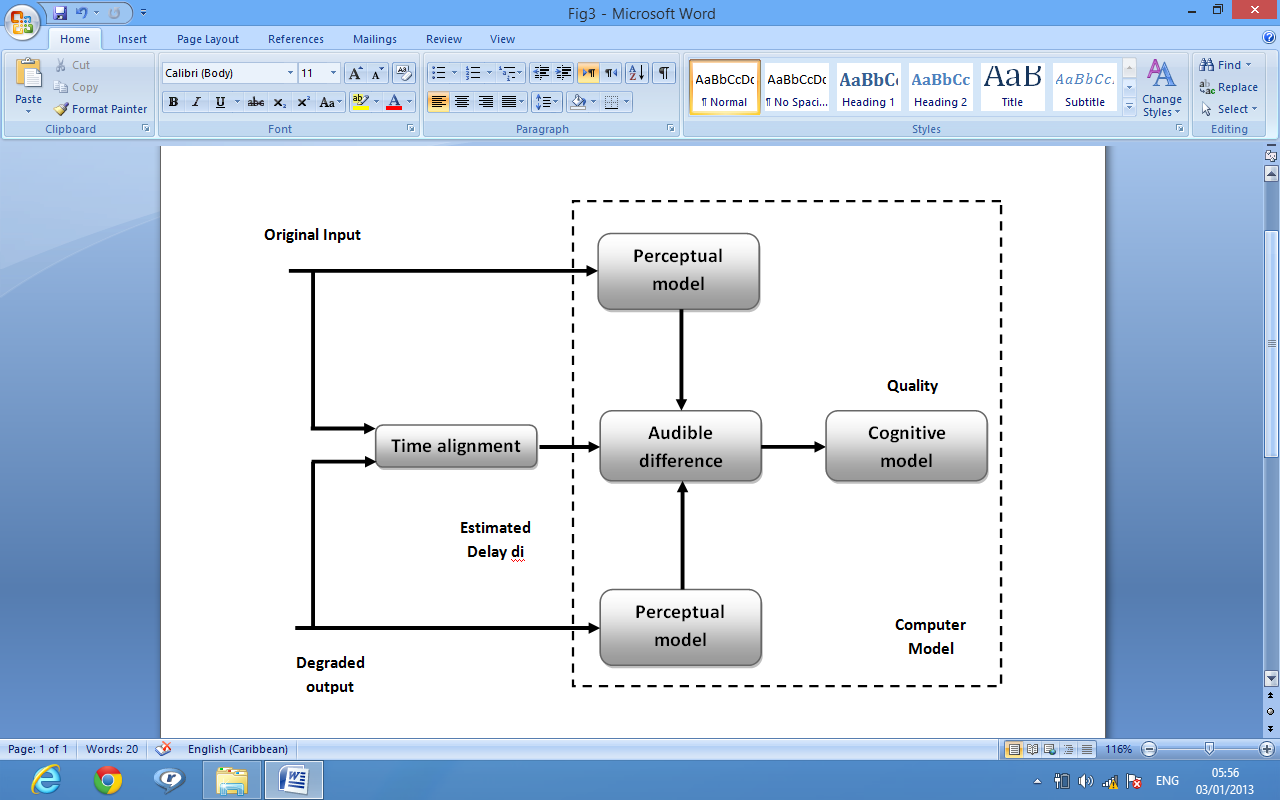 Fig3 - Microsoft Word
Home Insert Page Layout References Mailings Review View
Paste
Cut
Copy
Format Painter
Clipboard
Calibri (Body) 11
Font
Paragraph
AaBbCcDc AaBbCcDc AaBbC AaBbCc AaB AaBbCc.
¶ Normal ¶ No Spaci... Heading 1 Heading 2 Title Subtitle
Change
Styles
Styles
Find
Replace
Select
Editing
Original Input
Perceptual
model
Quality
Time alignment
Audible
difference
Cognitive
model
Estimated
Delay di
Perceptual
model
Computer
Model
Degraded
output
Page: 1 of 1 Words: 20 English (Caribbean) 116%
ENG
05:56
03/01/2013